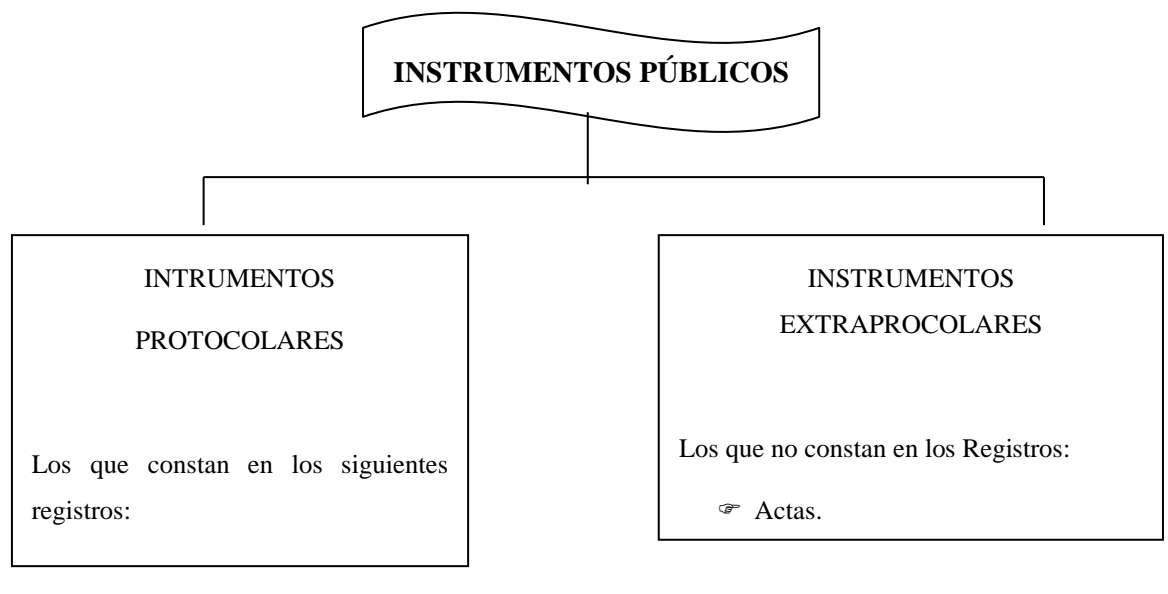 INSTRUMENTOS PÚBLICOS
INTRUMENTOS
PROTOCOLARES
Los que constan en los siguientes
registros:
INSTRUMENTOS
EXTRAPROCOLARES
Los que no constan en los Registros:
☞ Actas.